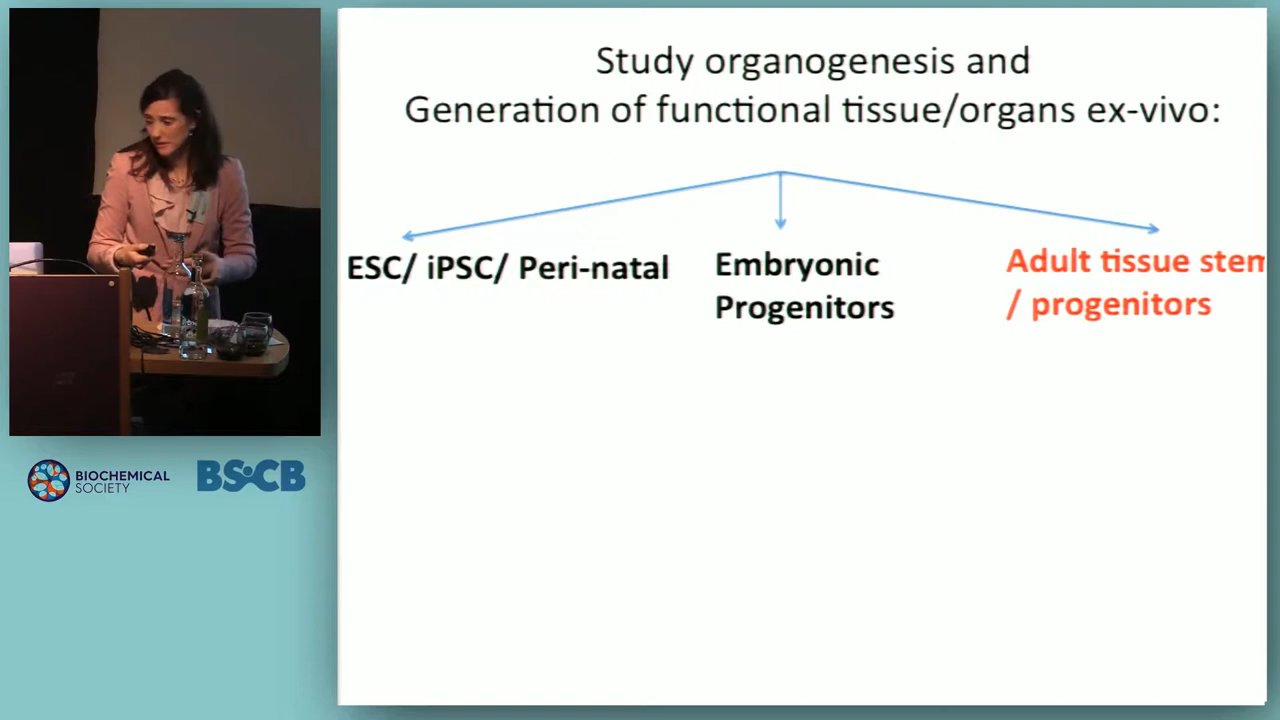 Study organogenesis and
Generation of functional tissue/organs ex-vivo:
ESC/ iPSC/ Peri-natal
Embryonic
Progenitors
Adult tissue stem
/ progenitors
BIOCHEMICAL
SOCIETY
BSCB